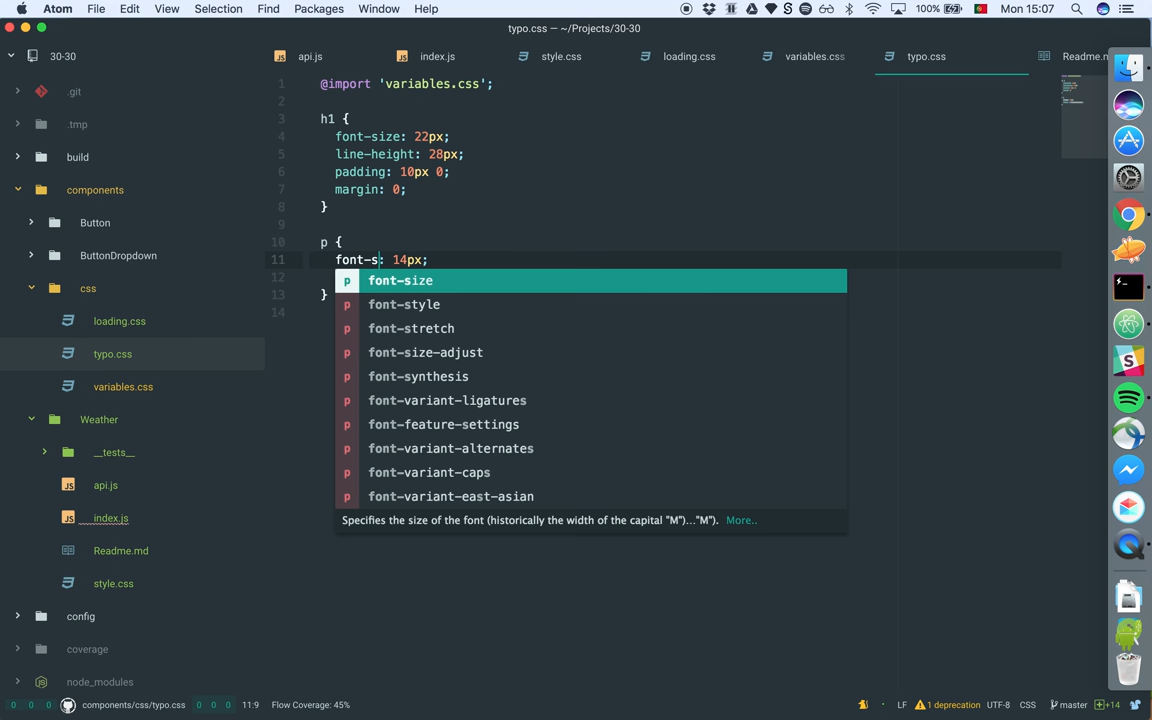 Atom File Edit View Selection Find Packages Window Help 100% Mon 15:07
typo.css — ~/Projects/30-30
30-30
api.js index.js style.css loading.css variables.css typo.css Readme.n
.git
.tmp
build
components
Button
ButtonDropdown
css
loading.css
typo.css
variables.css
Weather
__tests__
api.js
index.js
Readme.md
style.css
config
coverage
node_modules
1 @import 'variables.css';
2
3 h1 {
4 font-size: 22px;
5 line-height: 28px;
6 padding: 10px 0;
7 margin: 0;
8 }
9
10 p {
11 font-s: 14px;
12
13 }
14
p font-size
p font-style
p font-stretch
p font-size-adjust
p font-synthesis
p font-variant-ligatures
p font-feature-settings
p font-variant-alternates
p font-variant-caps
p font-variant-east-asian
Specifies the size of the font (historically the width of the capital "M")…"M"). More..
0 0 0 components/css/typo.css 0 0 0 11:9 Flow Coverage: 45% LF 1 deprecation UTF-8 CSS master +14